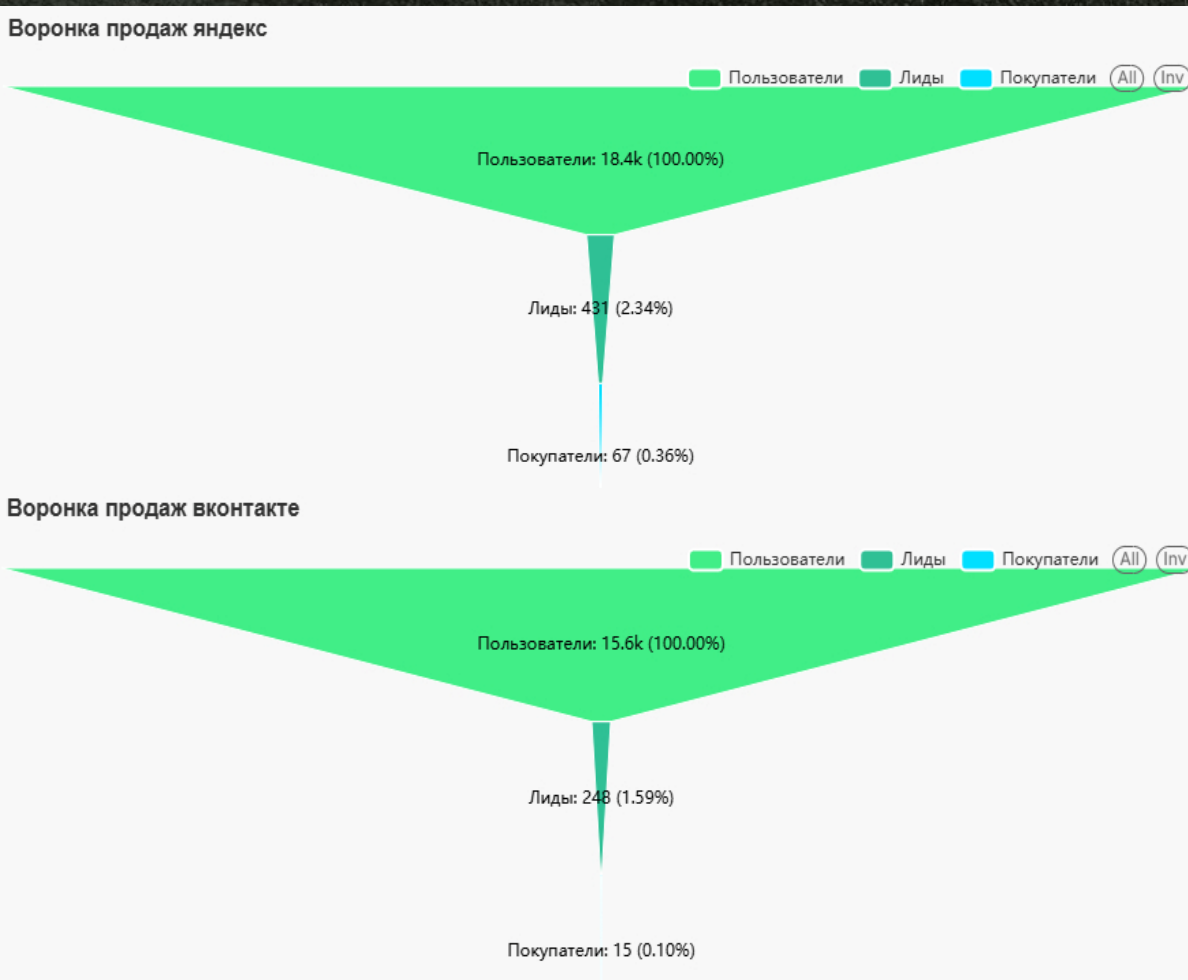 Воронка продаж яндекс
Пользователи Лиды Покупатели All Inv
Пользователи: 18.4k (100.00%)
Лиды: 431 (2.34%)
Покупатели: 67 (0.36%)
Воронка продаж вконтакте
Пользователи Лиды Покупатели All Inv
Пользователи: 15.6k (100.00%)
Лиды: 248 (1.59%)
Покупатели: 15 (0.10%)